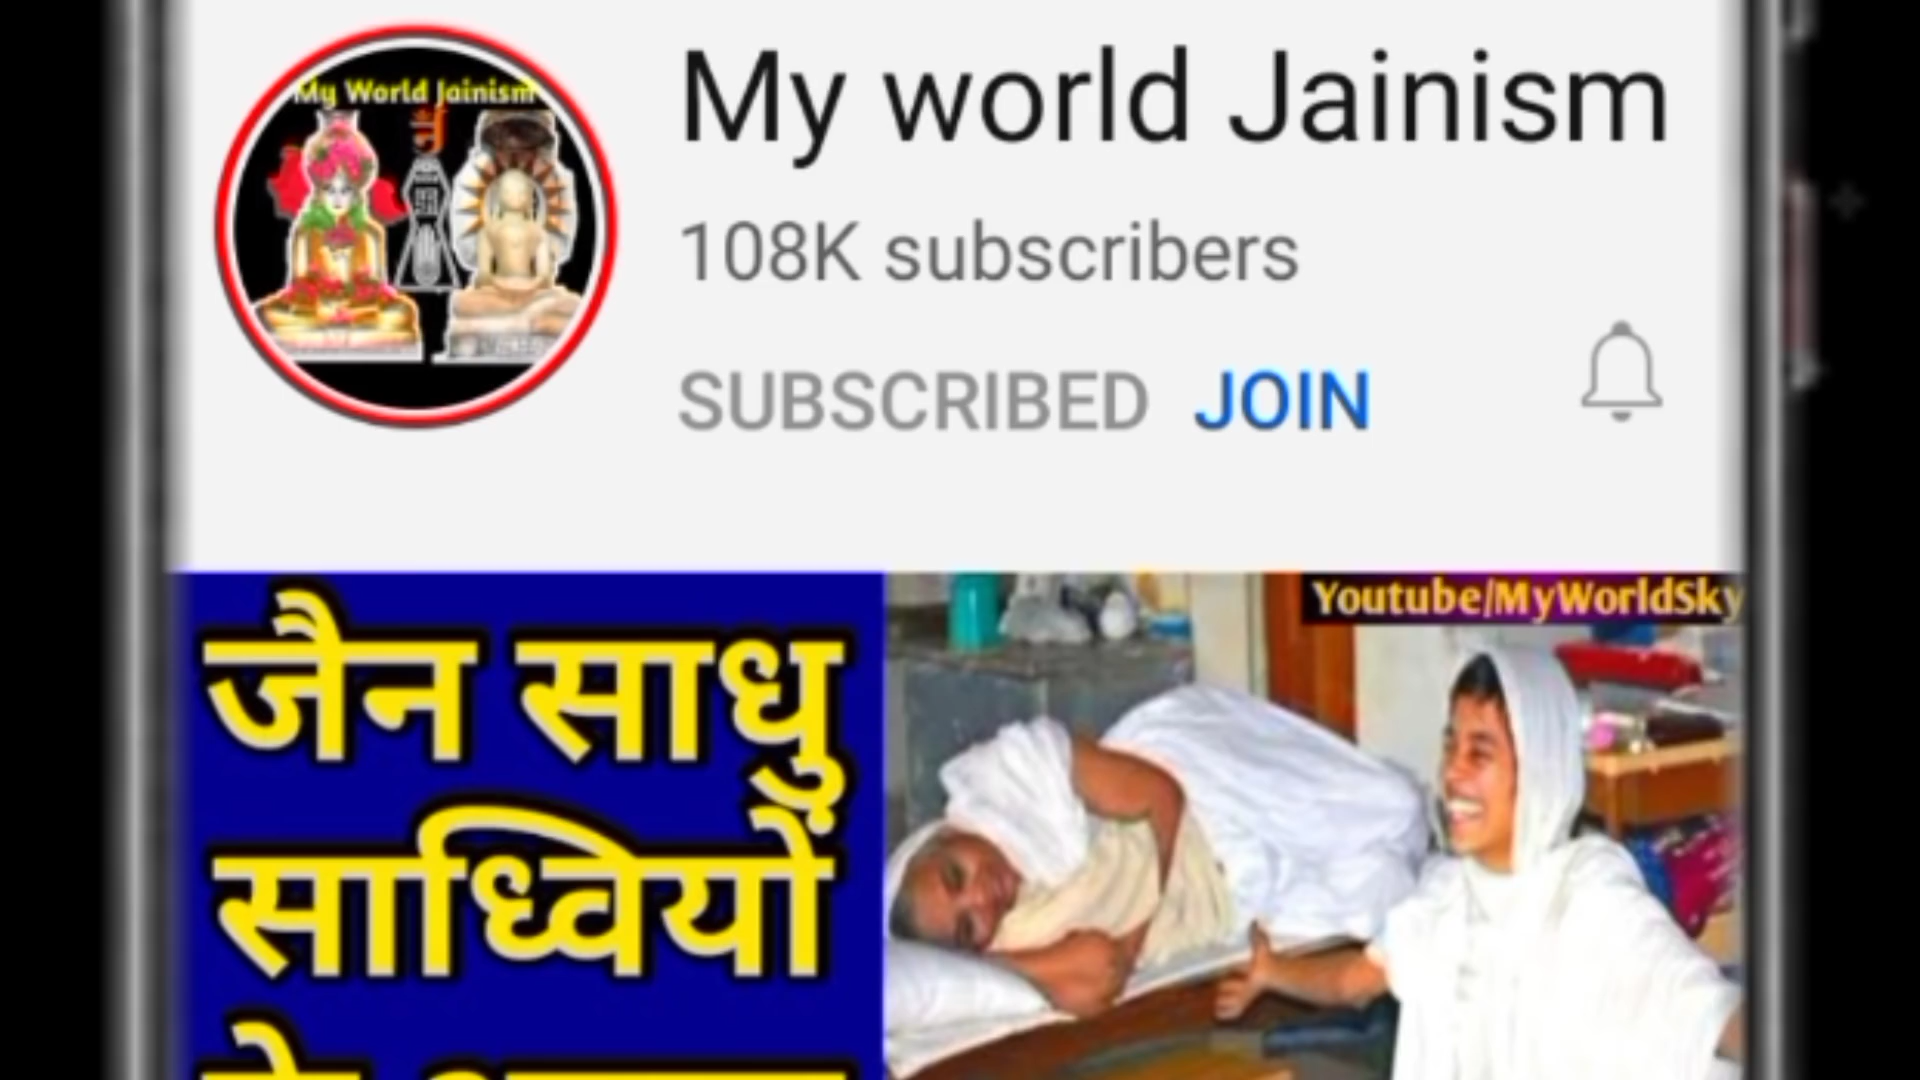 My World Jainism
My world Jainism
108K subscribers
SUBSCRIBED JOIN
Youtube/MyWorldSky
जैन साधु
साध्वियों